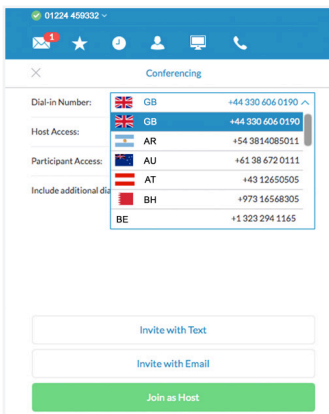 01224 459332
1
Conferencing
Dial-in Number:
GB +44 330 606 0190
GB +44 330 606 0190
Host Access:
AR +54 3814085011
AU +61 38 672 0111
Participant Access:
AT +43 12650505
Include additional dia
BH +973 16568305
BE +1 323 294 1165
Invite with Text
Invite with Email
Join as Host